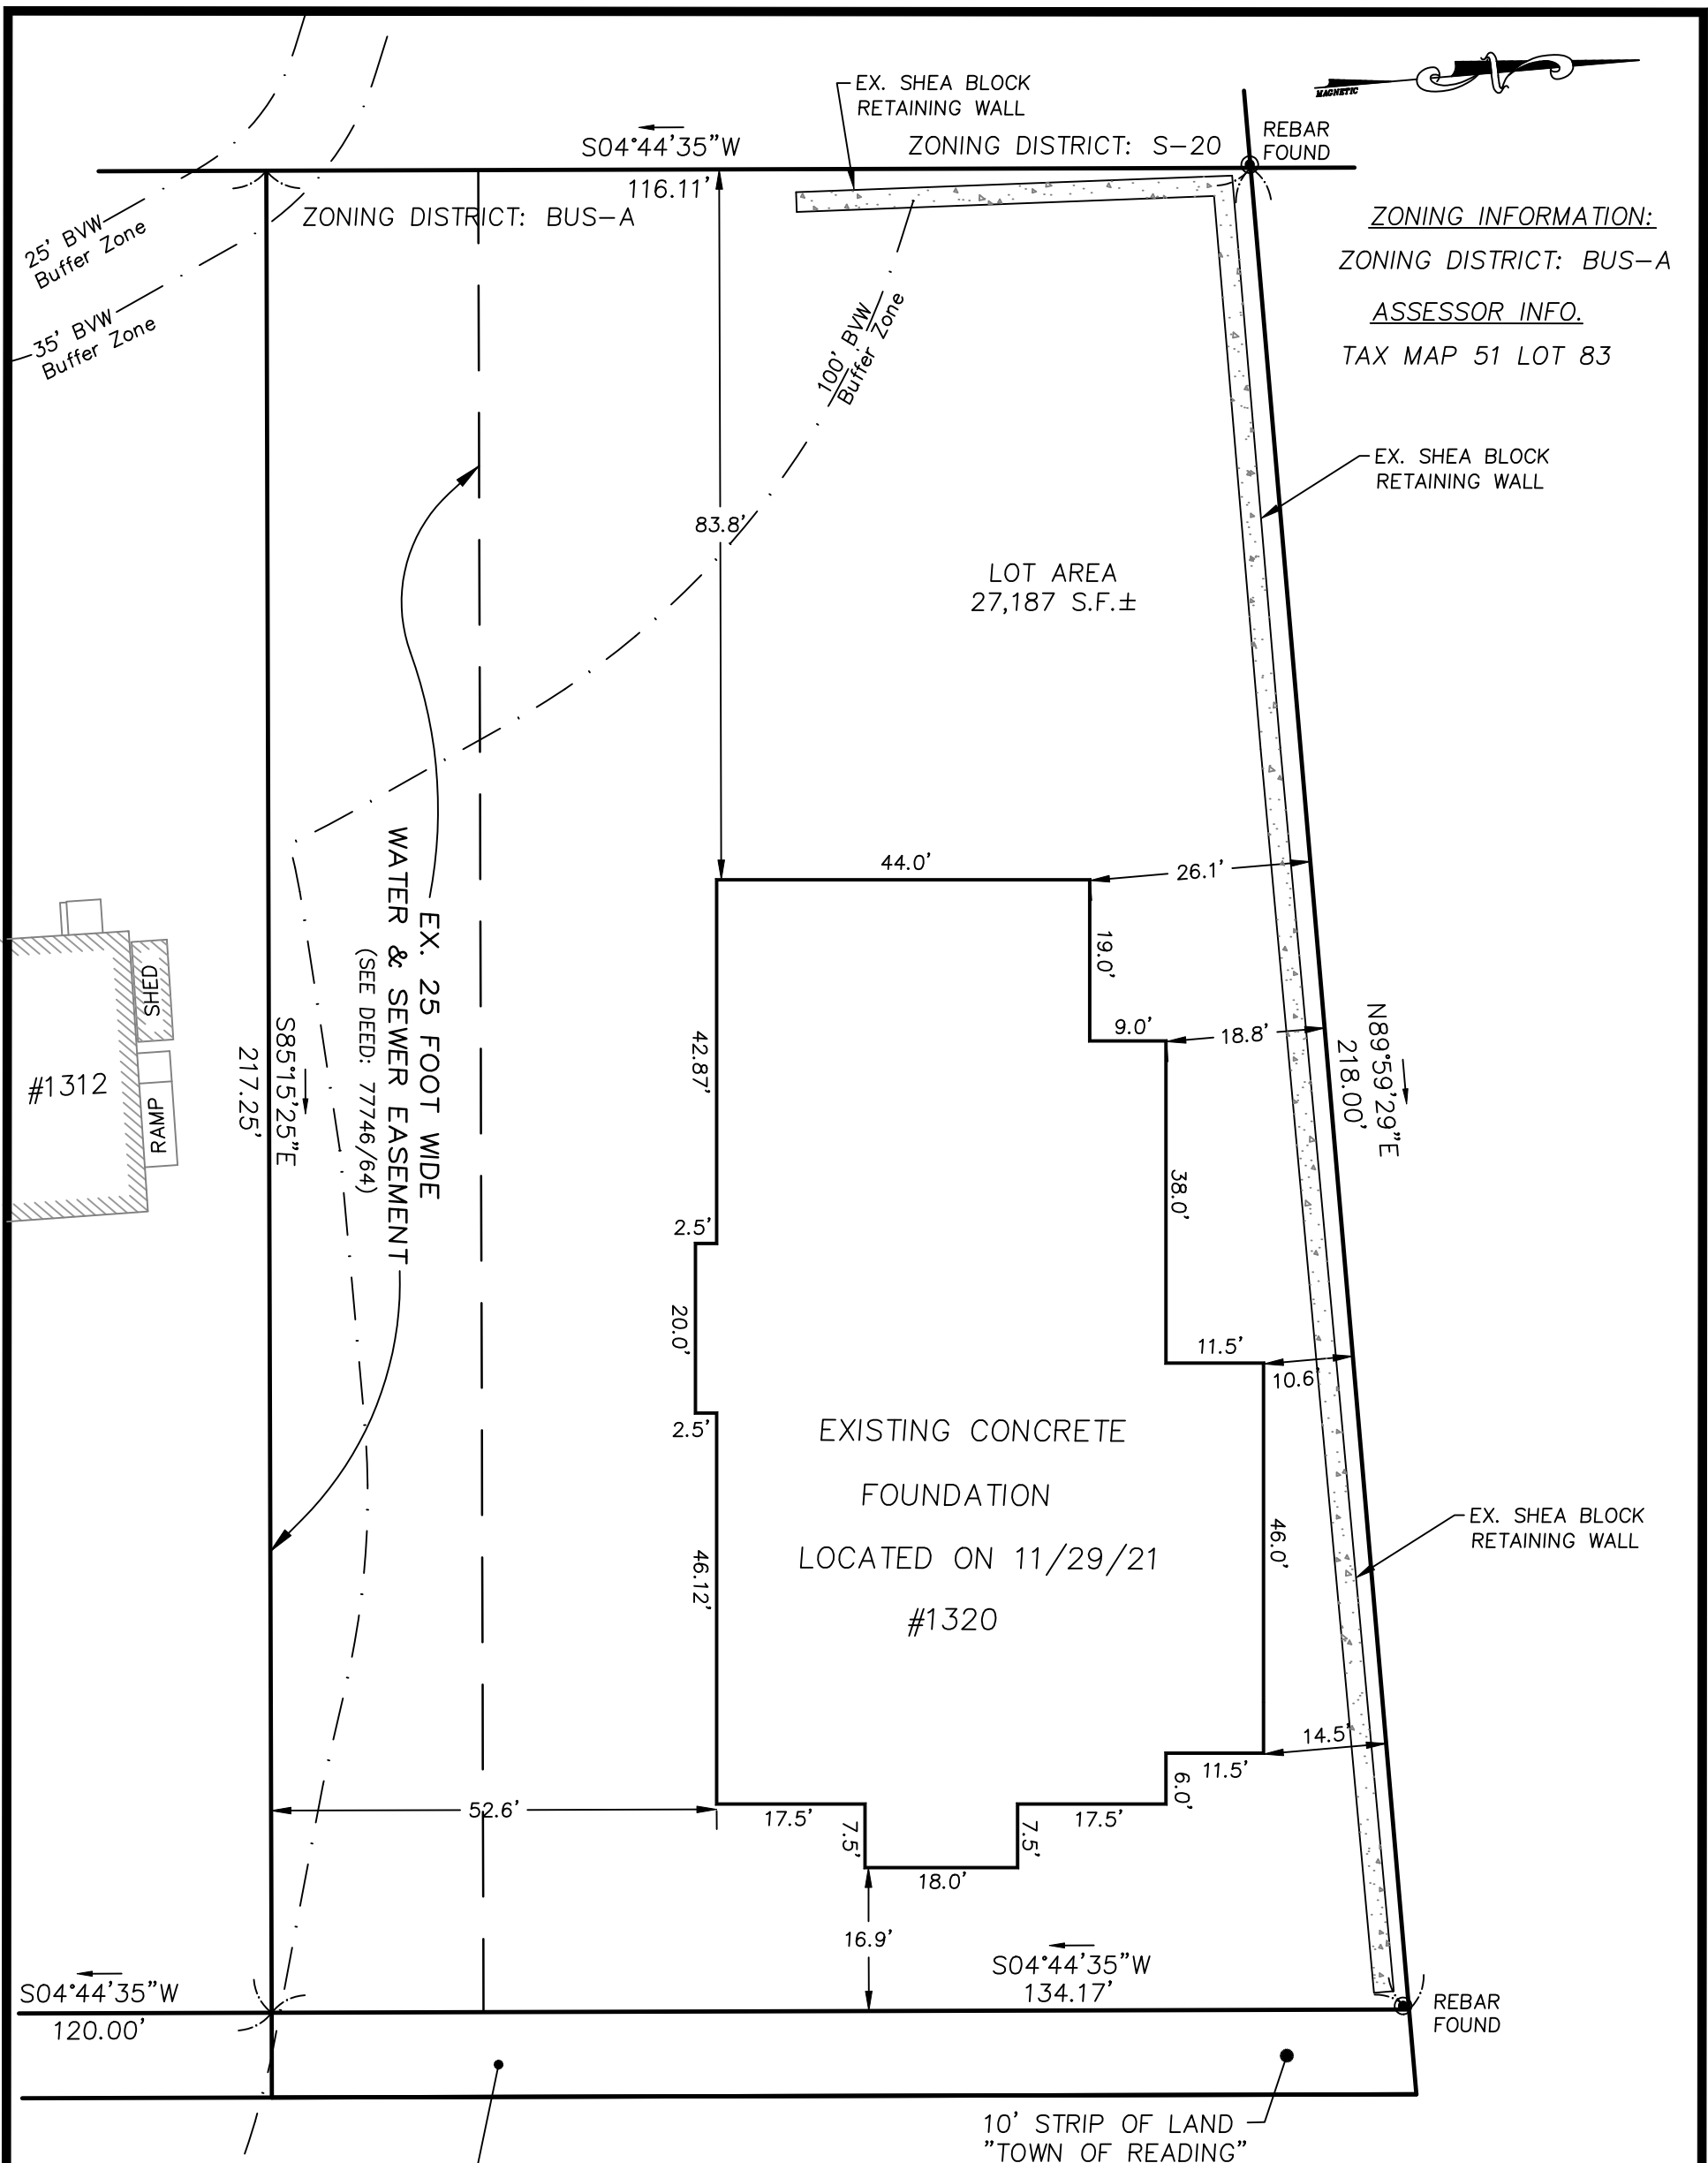 EX. SHEA BLOCK
RETAINING WALL
MAGNETIC
N
S04°44'35"W
116.11'
ZONING DISTRICT: S-20
REBAR
FOUND
ZONING DISTRICT: BUS-A
25' BVW
Buffer Zone
35' BVW
Buffer Zone
ZONING INFORMATION:
ZONING DISTRICT: BUS-A
ASSESSOR INFO.
TAX MAP 51 LOT 83
100' BVW
Buffer Zone
EX. SHEA BLOCK
RETAINING WALL
83.8'
LOT AREA
27,187 S.F.±
44.0'
26.1'
19.0'
9.0'
18.8'
N89°59'29"E
218.00'
EX. 25 FOOT WIDE
WATER & SEWER EASEMENT
(SEE DEED: 77746/64)
S85°15'25"E
217.25'
SHED
#1312
RAMP
42.87'
38.0'
2.5'
20.0'
2.5'
11.5'
10.6'
EXISTING CONCRETE
FOUNDATION
LOCATED ON 11/29/21
#1320
46.12'
46.0'
EX. SHEA BLOCK
RETAINING WALL
14.5'
11.5'
6.0'
52.6'
17.5'
7.5'
18.0'
7.5'
17.5'
16.9'
S04°44'35"W
134.17'
S04°44'35"W
120.00'
REBAR
FOUND
10' STRIP OF LAND
"TOWN OF READING"